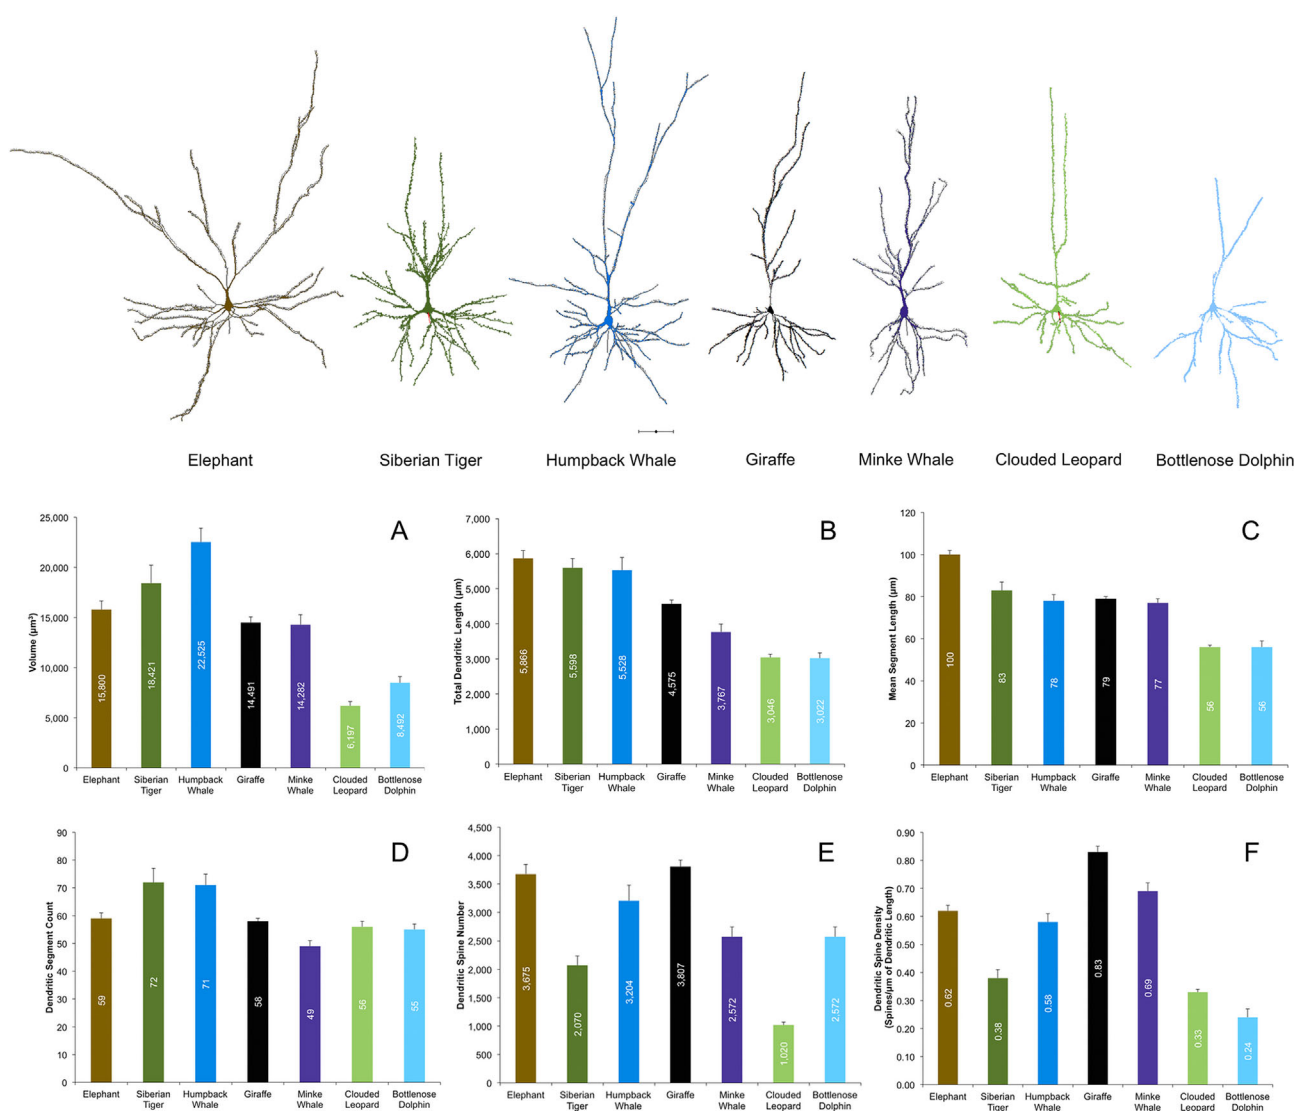 Elephant
Siberian Tiger
Humpback Whale
Giraffe
Minke Whale
Clouded Leopard
Bottlenose Dolphin
A
Volume (µm³)
25,000
20,000
15,000
10,000
5,000
0
15,800
18,421
22,525
14,491
14,282
6,197
8,492
Elephant
Siberian
Tiger
Humpback
Whale
Giraffe
Minke
Whale
Clouded
Leopard
Bottlenose
Dolphin
B
Total Dendritic Length (µm)
7,000
6,000
5,000
4,000
3,000
2,000
1,000
0
5,866
5,598
5,528
4,575
3,767
3,046
3,022
Elephant
Siberian
Tiger
Humpback
Whale
Giraffe
Minke
Whale
Clouded
Leopard
Bottlenose
Dolphin
C
Mean Segment Length (µm)
120
100
80
60
40
20
0
100
83
78
79
77
56
56
Elephant
Siberian
Tiger
Humpback
Whale
Giraffe
Minke
Whale
Clouded
Leopard
Bottlenose
Dolphin
D
Dendritic Segment Count
90
80
70
60
50
40
30
20
10
0
59
72
71
58
49
56
55
Elephant
Siberian
Tiger
Humpback
Whale
Giraffe
Minke
Whale
Clouded
Leopard
Bottlenose
Dolphin
E
Dendritic Spine Number
4,500
4,000
3,500
3,000
2,500
2,000
1,500
1,000
500
0
3,675
2,070
3,204
3,807
2,572
1,020
2,572
Elephant
Siberian
Tiger
Humpback
Whale
Giraffe
Minke
Whale
Clouded
Leopard
Bottlenose
Dolphin
F
Dendritic Spine Density
(Spines/µm of Dendritic Length)
0.90
0.80
0.70
0.60
0.50
0.40
0.30
0.20
0.10
0.00
0.62
0.38
0.58
0.83
0.69
0.33
0.24
Elephant
Siberian
Tiger
Humpback
Whale
Giraffe
Minke
Whale
Clouded
Leopard
Bottlenose
Dolphin